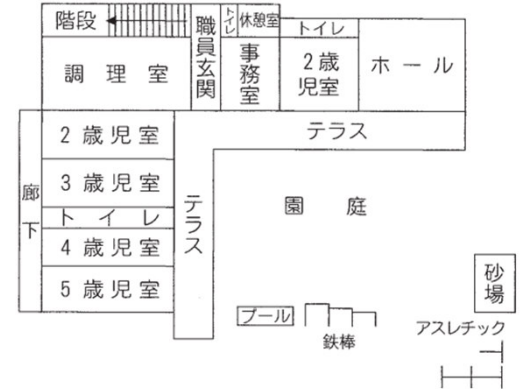 階段
調理室
職員玄関
トイレ
休憩室
事務室
トイレ
2歳児室
ホール
テラス
廊下
2歳児室
3歳児室
トイレ
4歳児室
5歳児室
テラス
園庭
プール
鉄棒
砂場
アスレチック